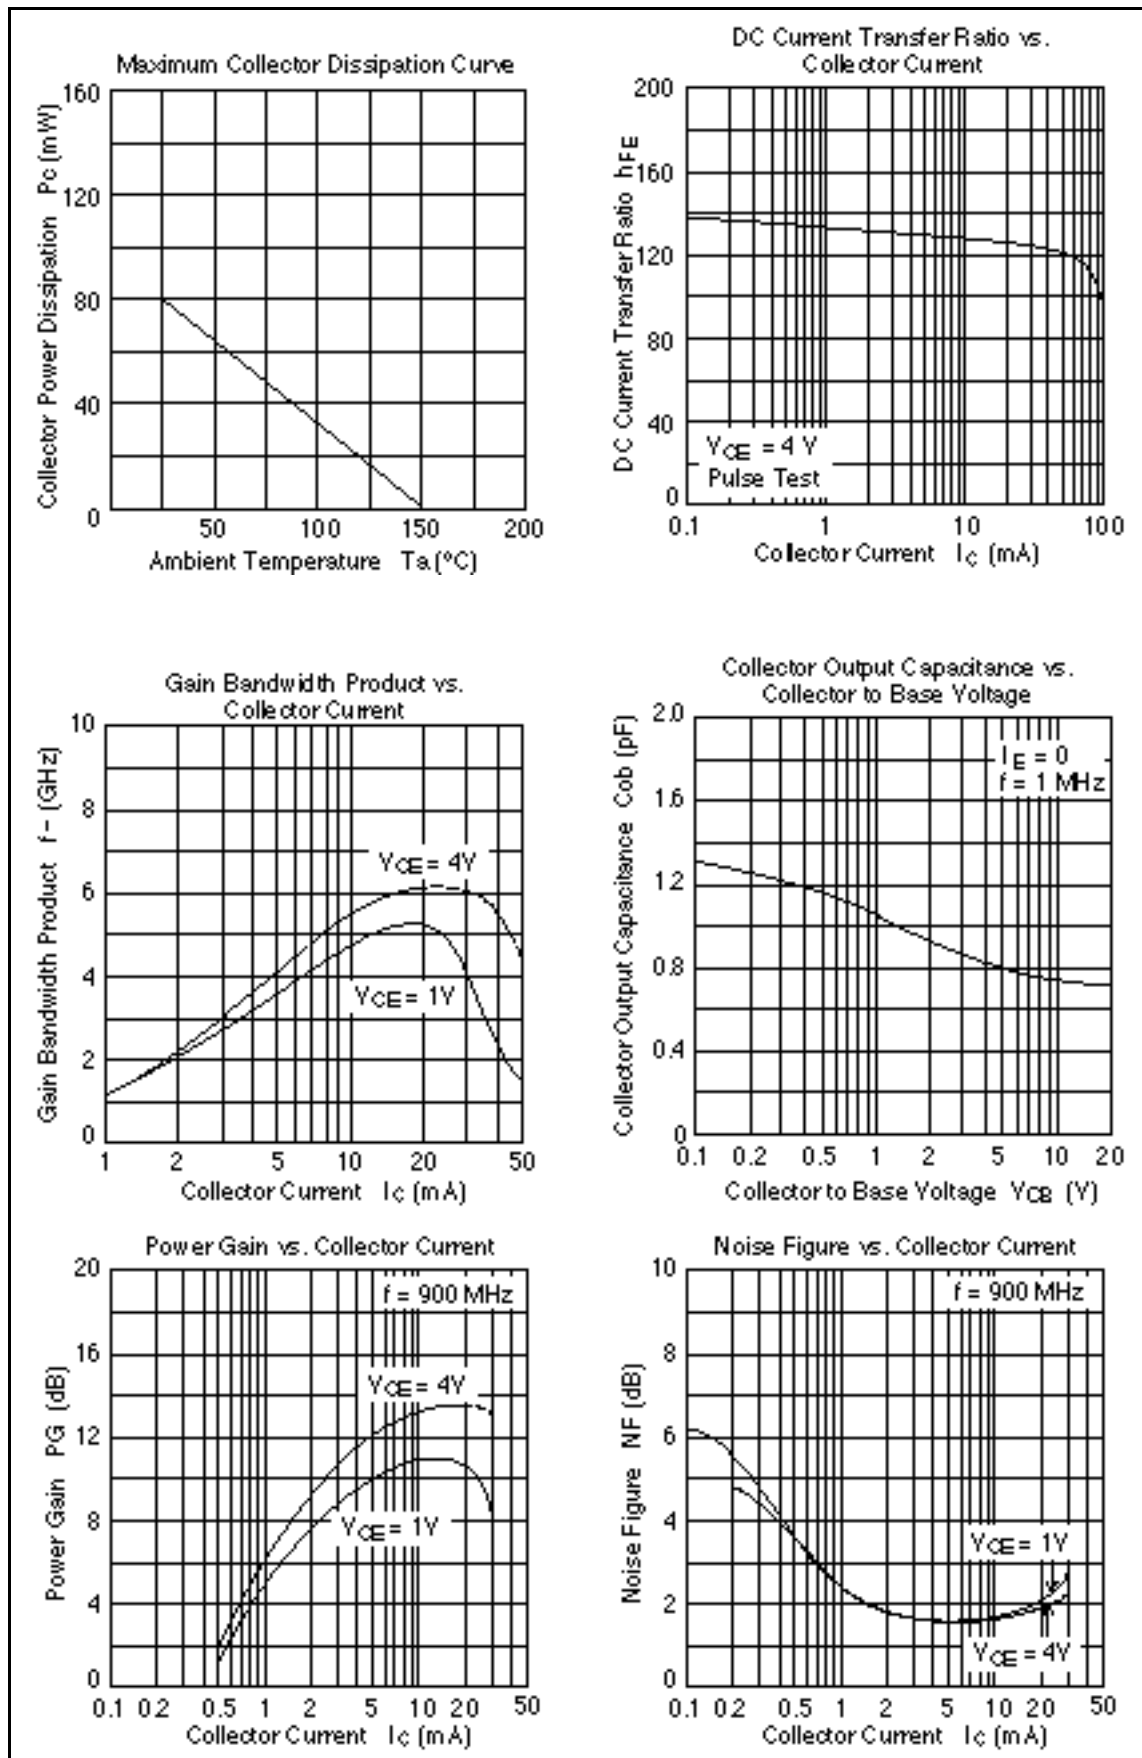 Maximum Collector Dissipation Curve
160
120
80
40
0
50 100 150 200
Collector Power Dissipation Pc (mW)
Ambient Temperature Ta (°C)
DC Current Transfer Ratio vs.
Collector Current
200
160
120
80
40
0
0.1 1 10 100
DC Current Transfer Ratio hFE
VCE = 4 V
Pulse Test
Collector Current IC (mA)
Gain Bandwidth Product vs.
Collector Current
10
8
6
4
2
0
1 2 5 10 20 50
Gain Bandwidth Product f- (GHz)
VCE = 4V
VCE = 1V
Collector Current IC (mA)
Collector Output Capacitance vs.
Collector to Base Voltage
2.0
1.6
1.2
0.8
0.4
0
0.1 0.2 0.5 1 2 5 10 20
Collector Output Capacitance Cob (pF)
IE = 0
f = 1 MHz
Collector to Base Voltage VCB (V)
Power Gain vs. Collector Current
20
16
12
8
4
0
0.1 0.2 0.5 1 2 5 10 20 50
Power Gain PG (dB)
f = 900 MHz
VCE = 4V
VCE = 1V
Collector Current IC (mA)
Noise Figure vs. Collector Current
10
8
6
4
2
0
0.1 0.2 0.5 1 2 5 10 20 50
Noise Figure NF (dB)
f = 900 MHz
VCE = 1V
VCE = 4V
Collector Current IC (mA)